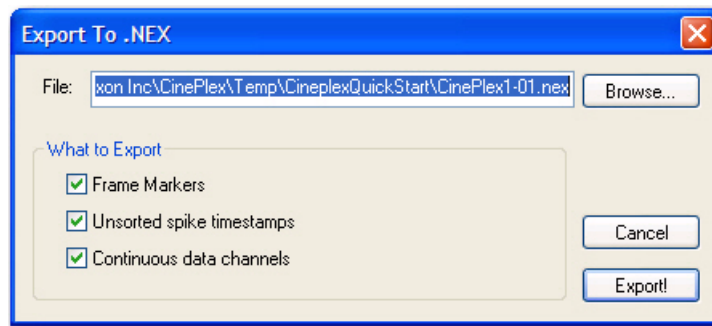 Export To .NEX
File: xon Inc\CinePlex\Temp\CineplexQuickStart\CinePlex1-01.nex Browse...
What to Export
Frame Markers
Unsorted spike timestamps
Continuous data channels
Cancel
Export!